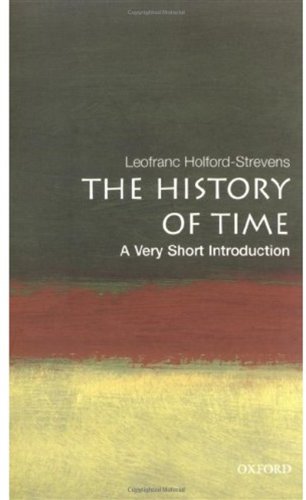 Leofranc Holford-Strevens
THE HISTORY
OF TIME
A Very Short Introduction
OXFORD